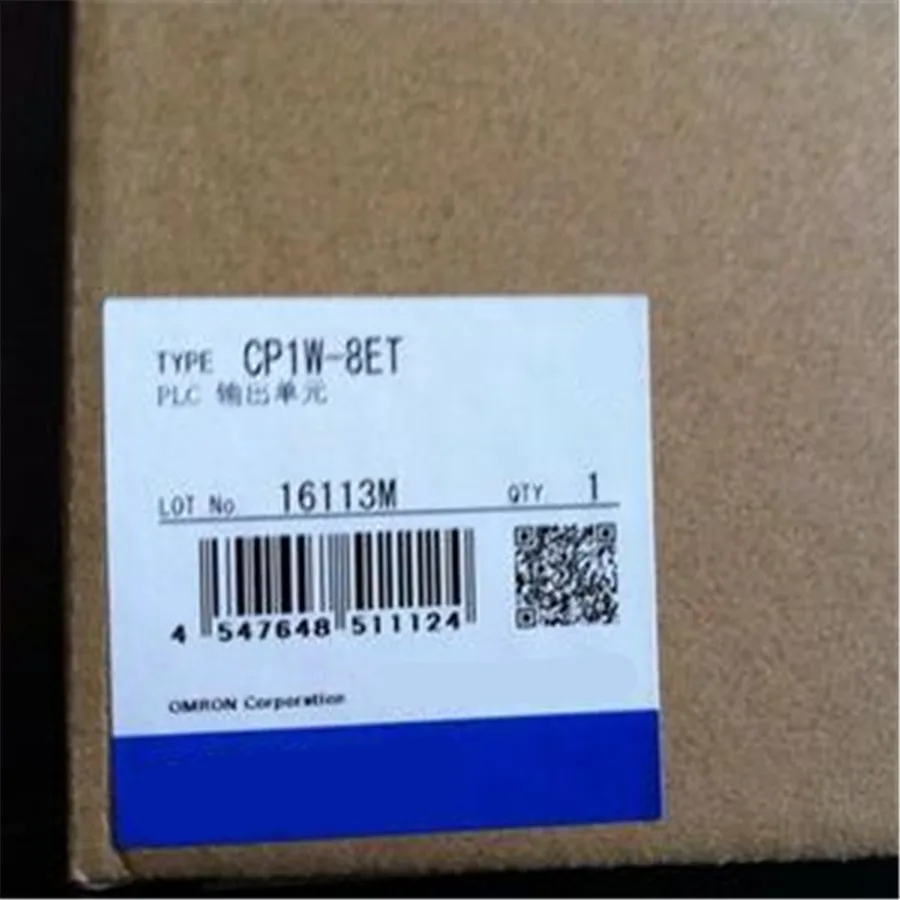 TYPE CP1W-8ET
PLC 输出单元
LOT No 16113M QTY 1
4 547648 511124
OMRON Corporation